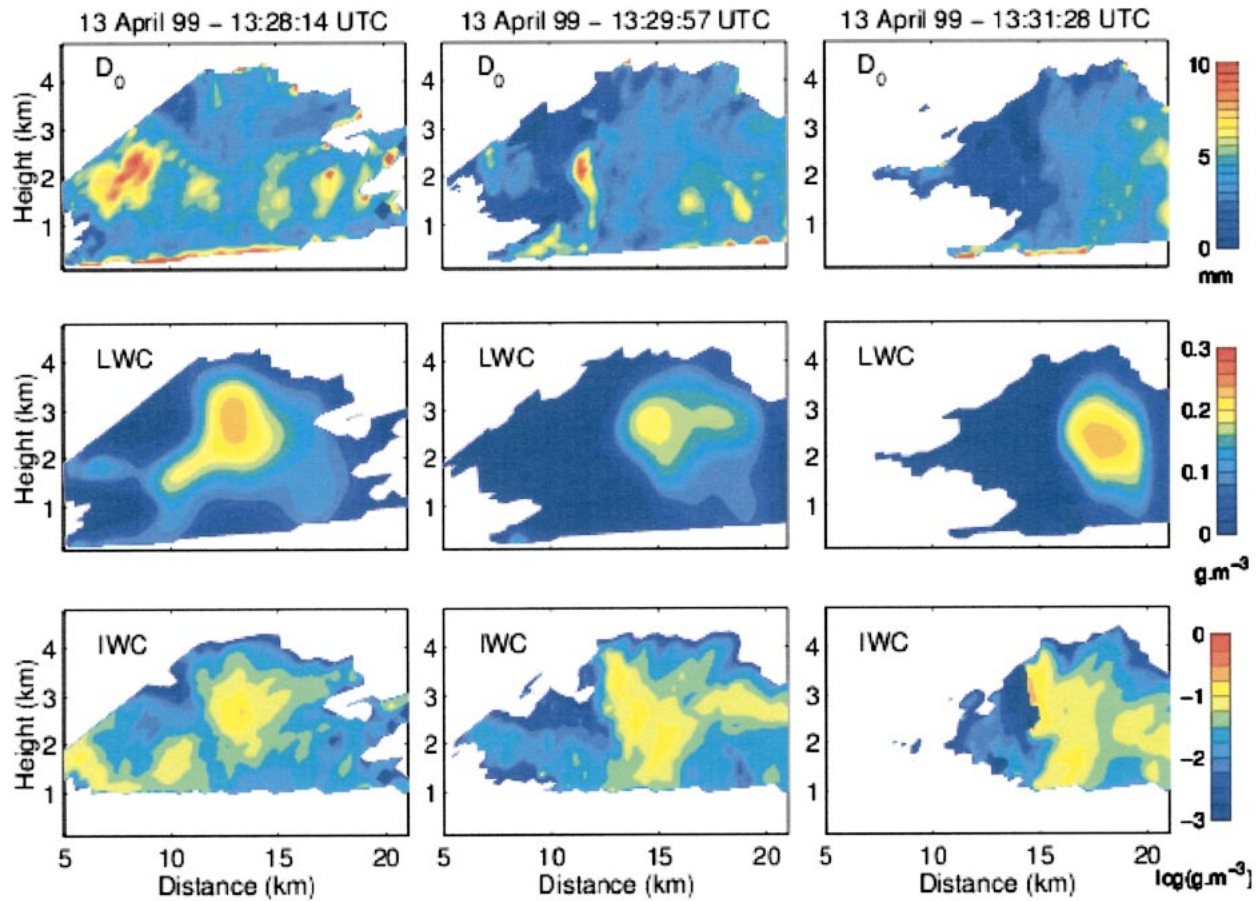 13 April 99 – 13:28:14 UTC
13 April 99 – 13:29:57 UTC
13 April 99 – 13:31:28 UTC
D0
D0
D0
Height (km)
4
3
2
1
4
3
2
1
4
3
2
1
10
5
0
mm
LWC
LWC
LWC
Height (km)
4
3
2
1
4
3
2
1
4
3
2
1
0.3
0.2
0.1
0
g.m−3
IWC
IWC
IWC
Height (km)
4
3
2
1
4
3
2
1
4
3
2
1
0
−1
−2
−3
5 10 15 20
5 10 15 20
5 10 15 20
Distance (km)
Distance (km)
Distance (km)
log(g.m−3)